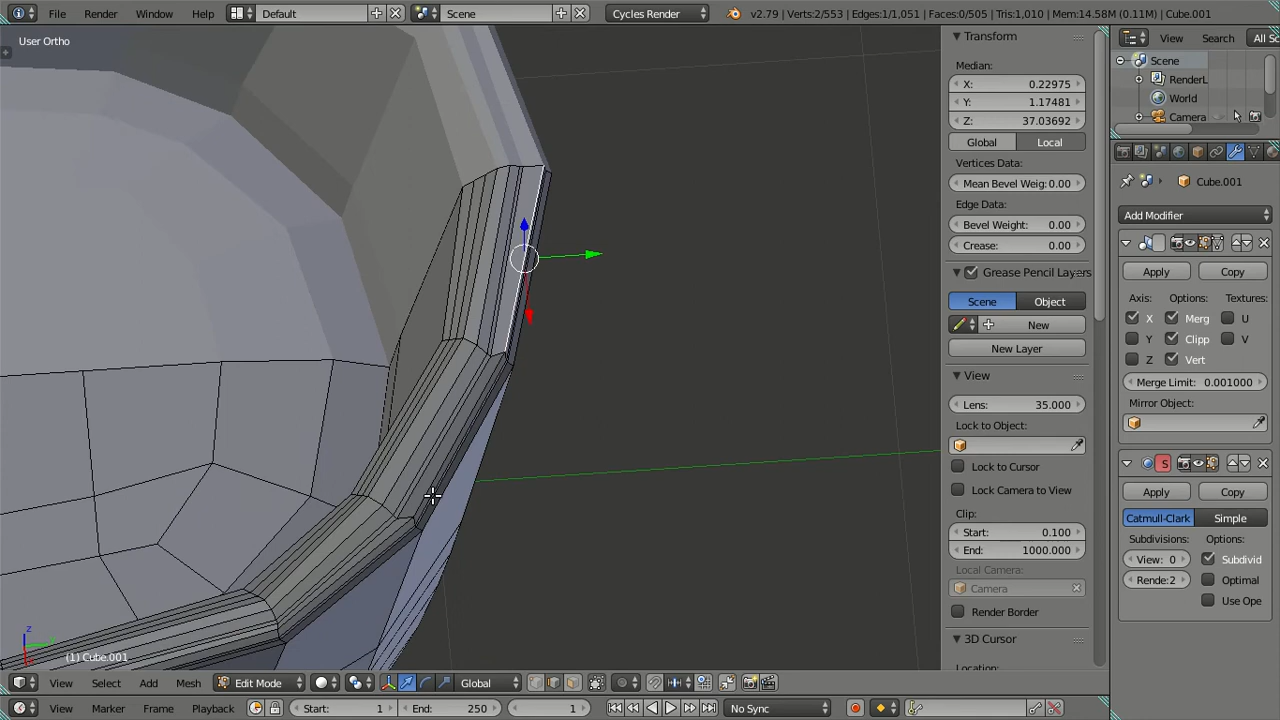 File Render Window Help Default Scene Cycles Render v2.79 | Verts:2/553 | Edges:1/1,051 | Faces:0/505 | Tris:1,010 | Mem:14.58M (0.11M) | Cube.001
User Ortho
Transform
Median:
X: 0.22975
Y: 1.17481
Z: 37.03692
Global Local
Vertices Data:
Mean Bevel Weig: 0.00
Edge Data:
Bevel Weight: 0.00
Crease: 0.00
Grease Pencil Layers
Scene Object
New
New Layer
View
Lens: 35.000
Lock to Object:
Lock to Cursor
Lock Camera to View
Clip:
Start: 0.100
End: 1000.000
Local Camera:
Camera
Render Border
3D Cursor
Location:
View Search All Sc
Scene
RenderL
World
Camera
Cube.001
Add Modifier
Apply Copy
Axis: Options: Textures:
X Merg U
Y Clipp V
Z Vert
Merge Limit: 0.001000
Mirror Object:
S
Apply Copy
Catmull-Clark Simple
Subdivisions: Options:
View: 0 Subdivid
Rende: 2 Optimal
Use Ope
z
(1) Cube.001
View Select Add Mesh Edit Mode Global
View Marker Frame Playback Start: 1 End: 250 1 No Sync